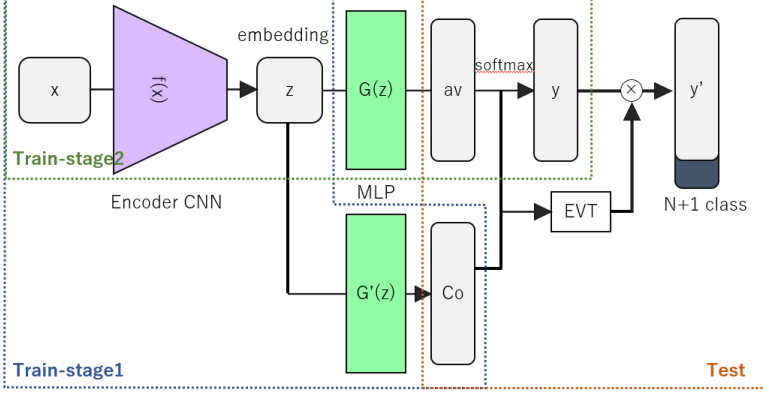 embedding
x
f(x)
z
G(z)
av
softmax
y
×
y'
Train-stage2
Encoder CNN
MLP
EVT
N+1 class
G'(z)
Co
Train-stage1
Test